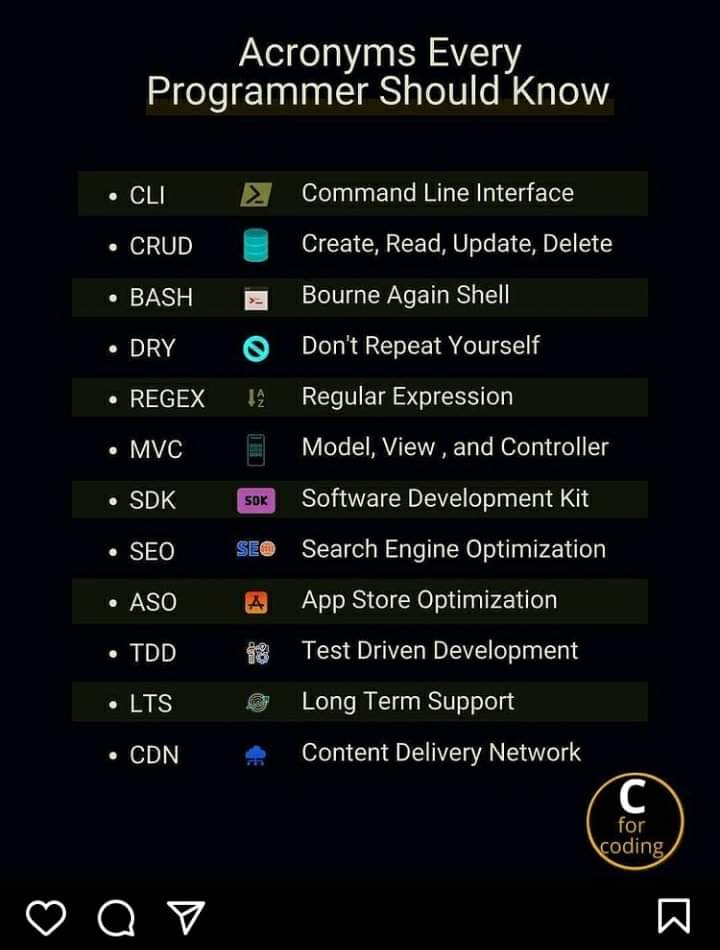 Acronyms Every
Programmer Should Know
• CLI Command Line Interface
• CRUD Create, Read, Update, Delete
• BASH Bourne Again Shell
• DRY Don't Repeat Yourself
• REGEX A Z Regular Expression
• MVC Model, View , and Controller
• SDK SDK Software Development Kit
• SEO SEO Search Engine Optimization
• ASO App Store Optimization
• TDD Test Driven Development
• LTS Long Term Support
• CDN Content Delivery Network
C
for
coding